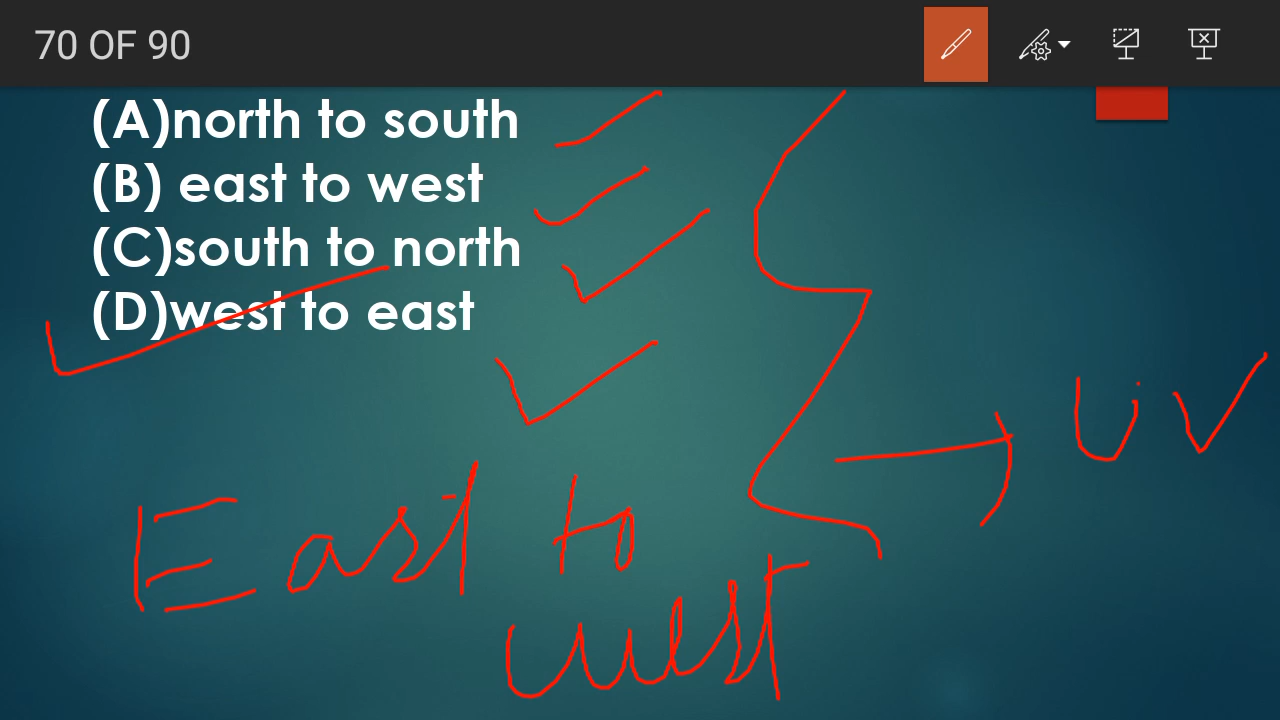 70 OF 90
(A)north to south
(B) east to west
(C)south to north
(D)west to east
East to
west